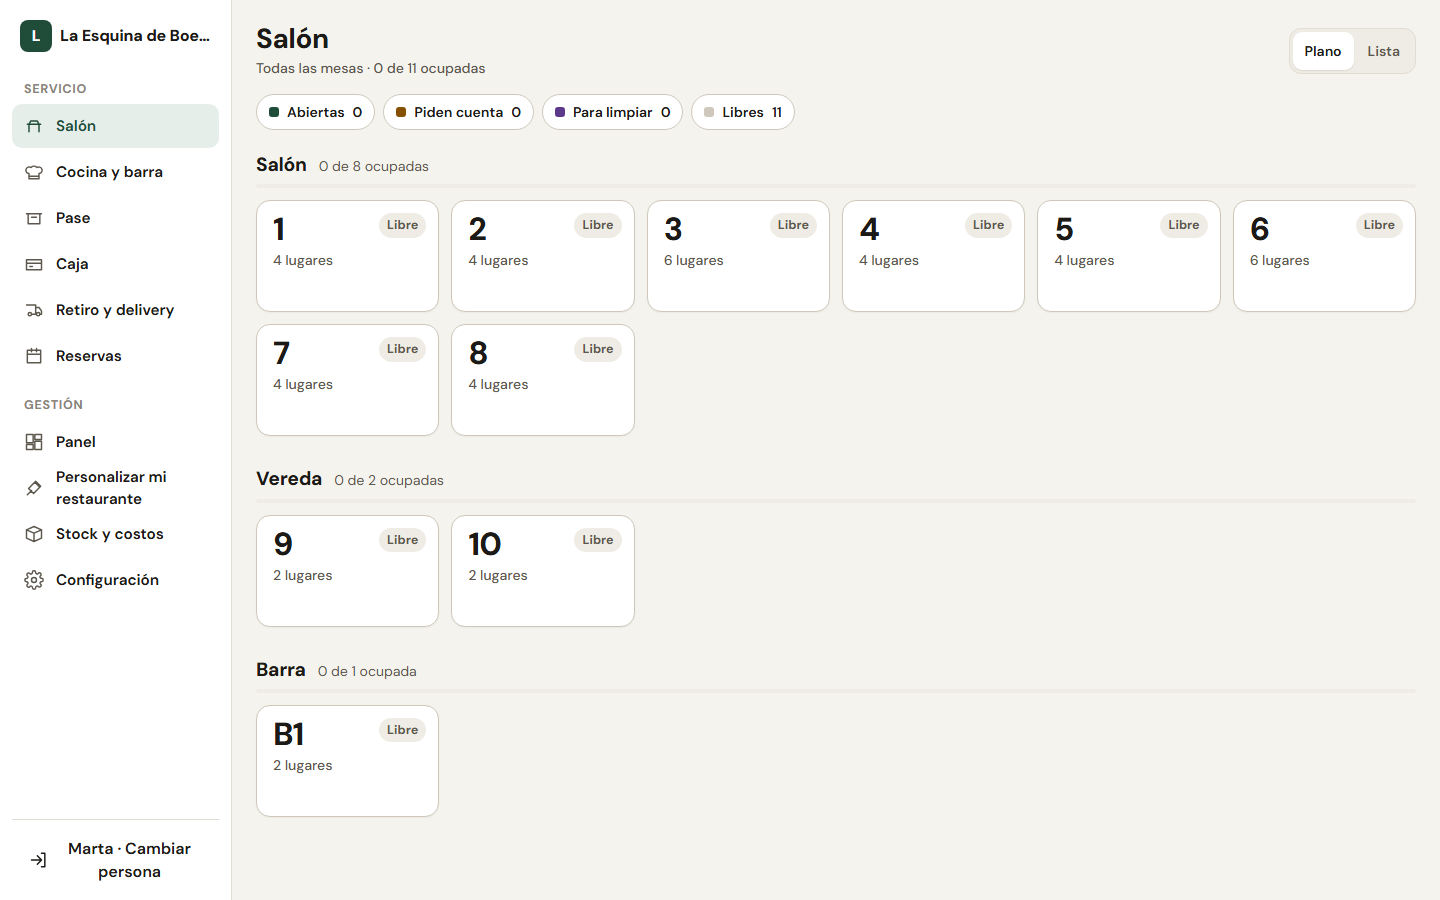 L
La Esquina de Boe...
SERVICIO
Salón
Cocina y barra
Pase
Caja
Retiro y delivery
Reservas
GESTIÓN
Panel
Personalizar mi
restaurante
Stock y costos
Configuración
Marta · Cambiar
persona
Salón
Todas las mesas · 0 de 11 ocupadas
Plano
Lista
Abiertas 0
Piden cuenta 0
Para limpiar 0
Libres 11
Salón 0 de 8 ocupadas
1 Libre
4 lugares
2 Libre
4 lugares
3 Libre
6 lugares
4 Libre
4 lugares
5 Libre
4 lugares
6 Libre
6 lugares
7 Libre
4 lugares
8 Libre
4 lugares
Vereda 0 de 2 ocupadas
9 Libre
2 lugares
10 Libre
2 lugares
Barra 0 de 1 ocupada
B1 Libre
2 lugares